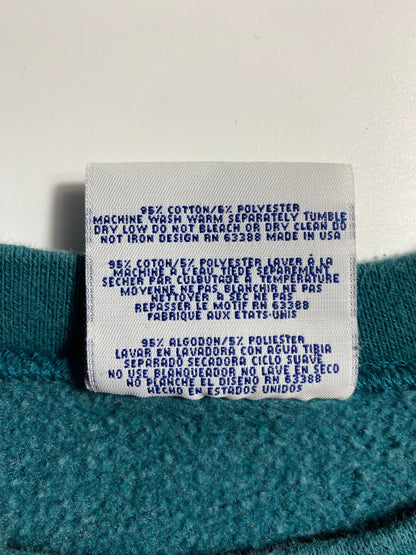 95% COTTON/5% POLYESTER
MACHINE WASH WARM SEPARATELY TUMBLE
DRY LOW DO NOT BLEACH OR DRY CLEAN DO
NOT IRON DESIGN RN 63388 MADE IN USA
95% COTON/5% POLYESTER LAVER À LA
MACHINE A L'EAU, TIEDE SEPAREMENT
SECHER PAR CULBUTAGE À TEMPERATURE
MOYENNE NE PAS BLANCHIR NE PAS
NETTOVER A SEC NE PAS
REPASSER LE MOTIF RN 63388
FABRIQUE AUX ETATS-UNIS
95% ALGODON/5% POLIESTER
LAVAR EN LAVADORA CON AGUA TIBIA
SEPARADO SECADORA CICLO SUAVE
NO USE BLANQUEADOR NO LAVE EN SECO
NO PLANCHE EL DISENO RN 63388
HECHO EN ESTADOS UNIDOS